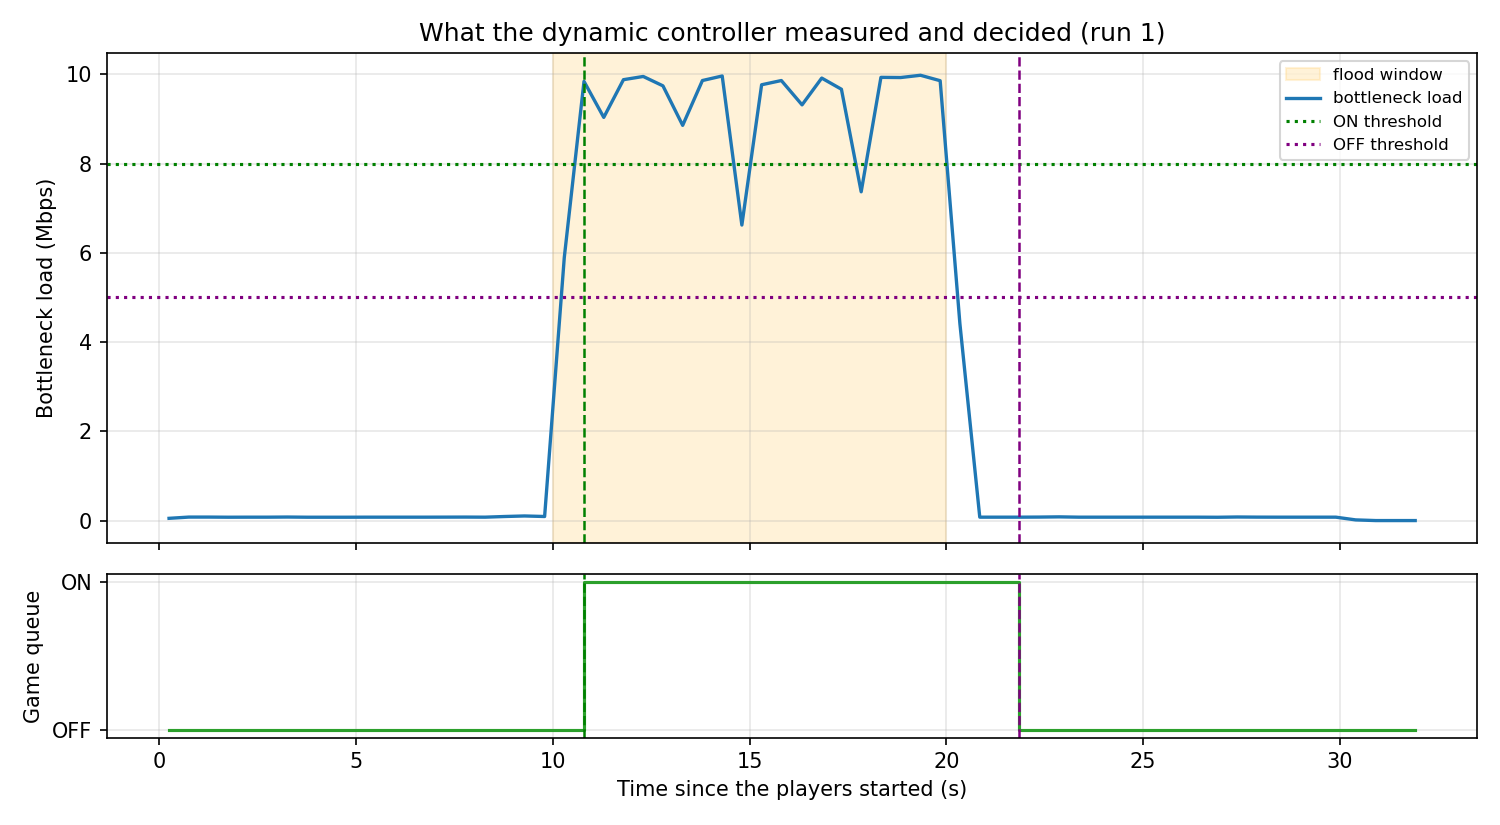 What the dynamic controller measured and decided (run 1)
Bottleneck load (Mbps)
10
8
6
4
2
0
flood window
bottleneck load
ON threshold
OFF threshold
Game queue
ON
OFF
0 5 10 15 20 25 30
Time since the players started (s)